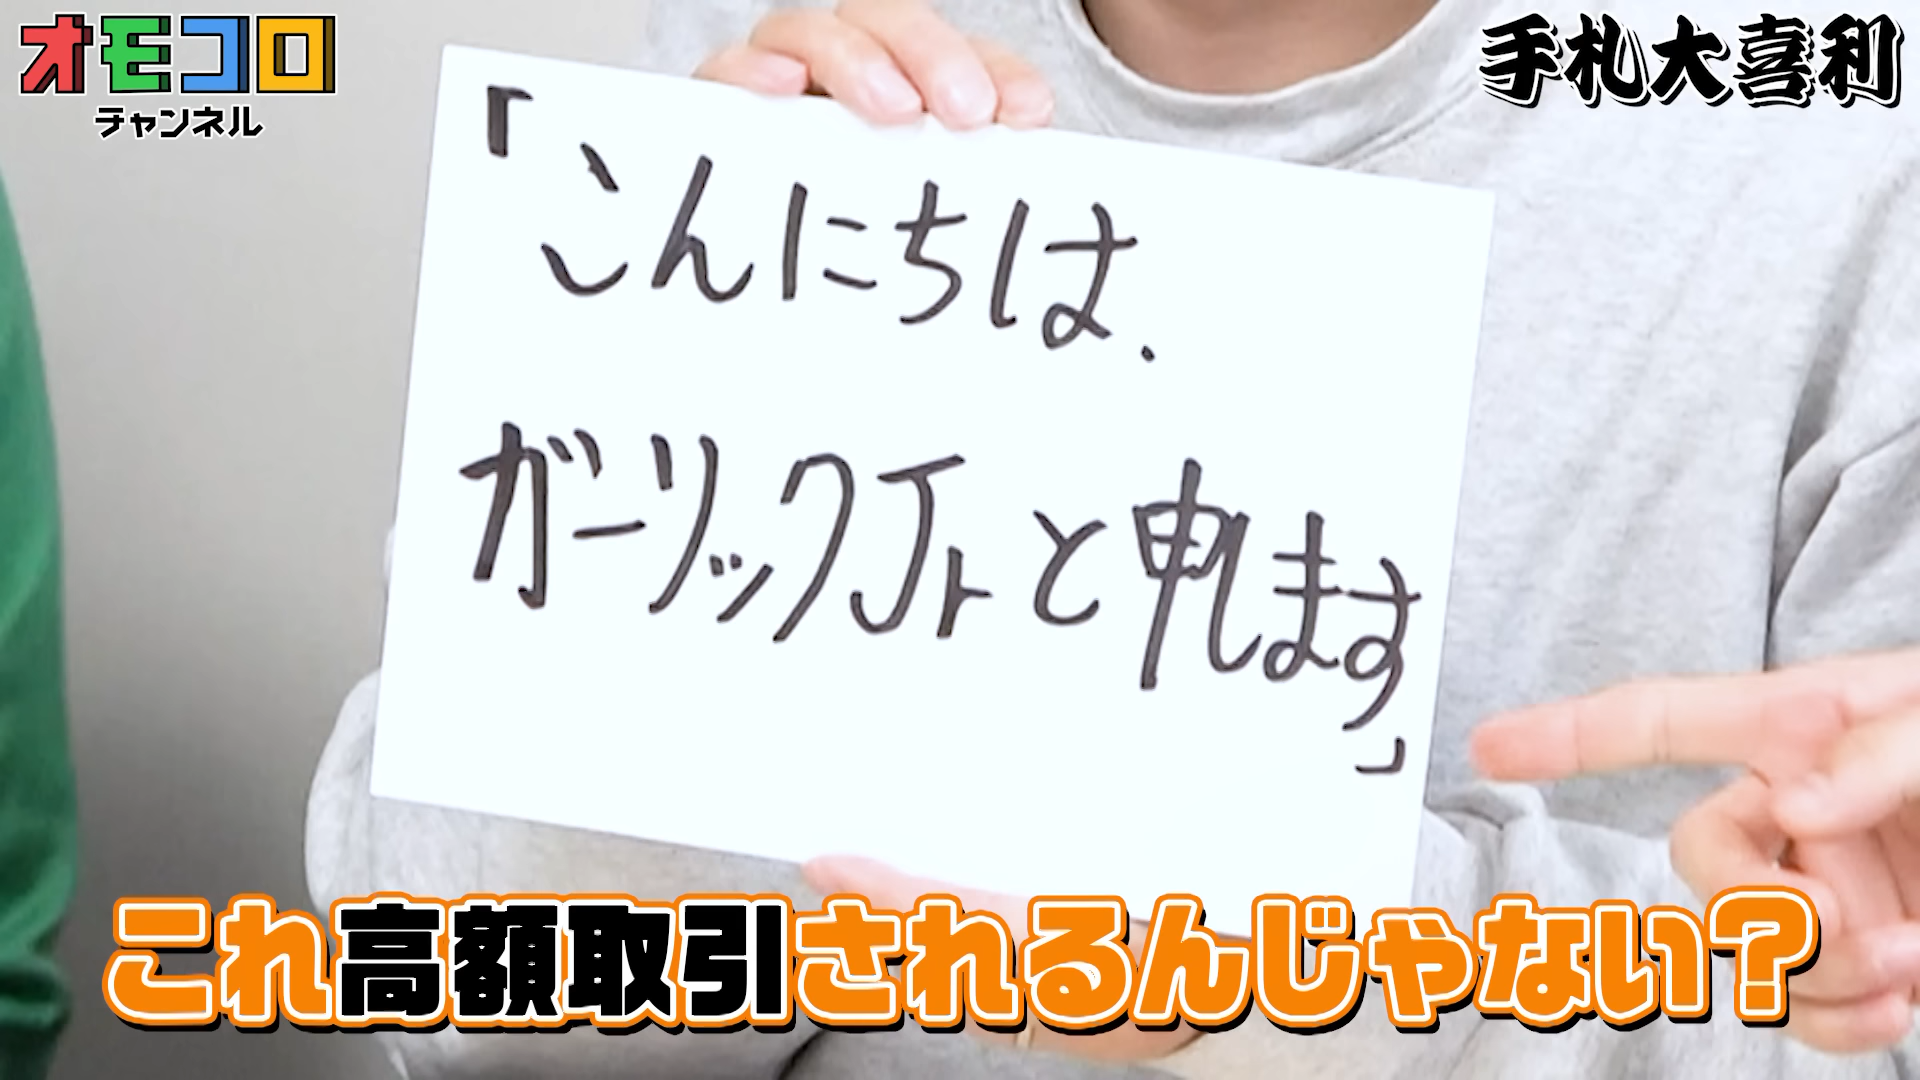 オモコロ
チャンネル
手札大喜利
「こんにちは.
ガーリックJrと申します」
これ高額取引されるんじゃない?